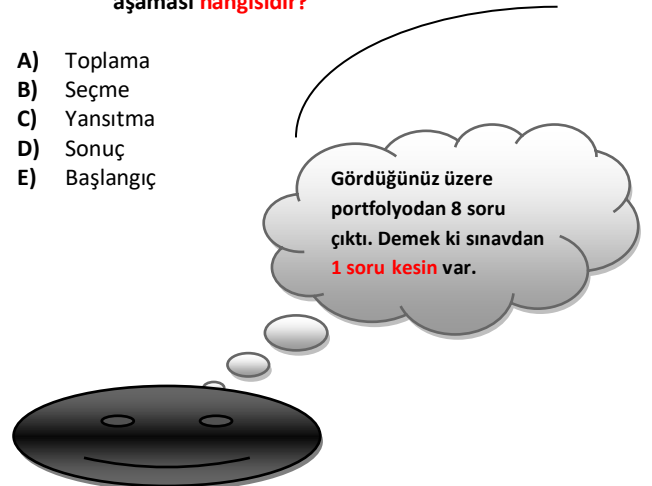 aşaması hangisidir?
A) Toplama
B) Seçme
C) Yansıtma
D) Sonuç
E) Başlangıç
Gördüğünüz üzere
portfolyodan 8 soru
çıktı. Demek ki sınavdan
1 soru kesin var.